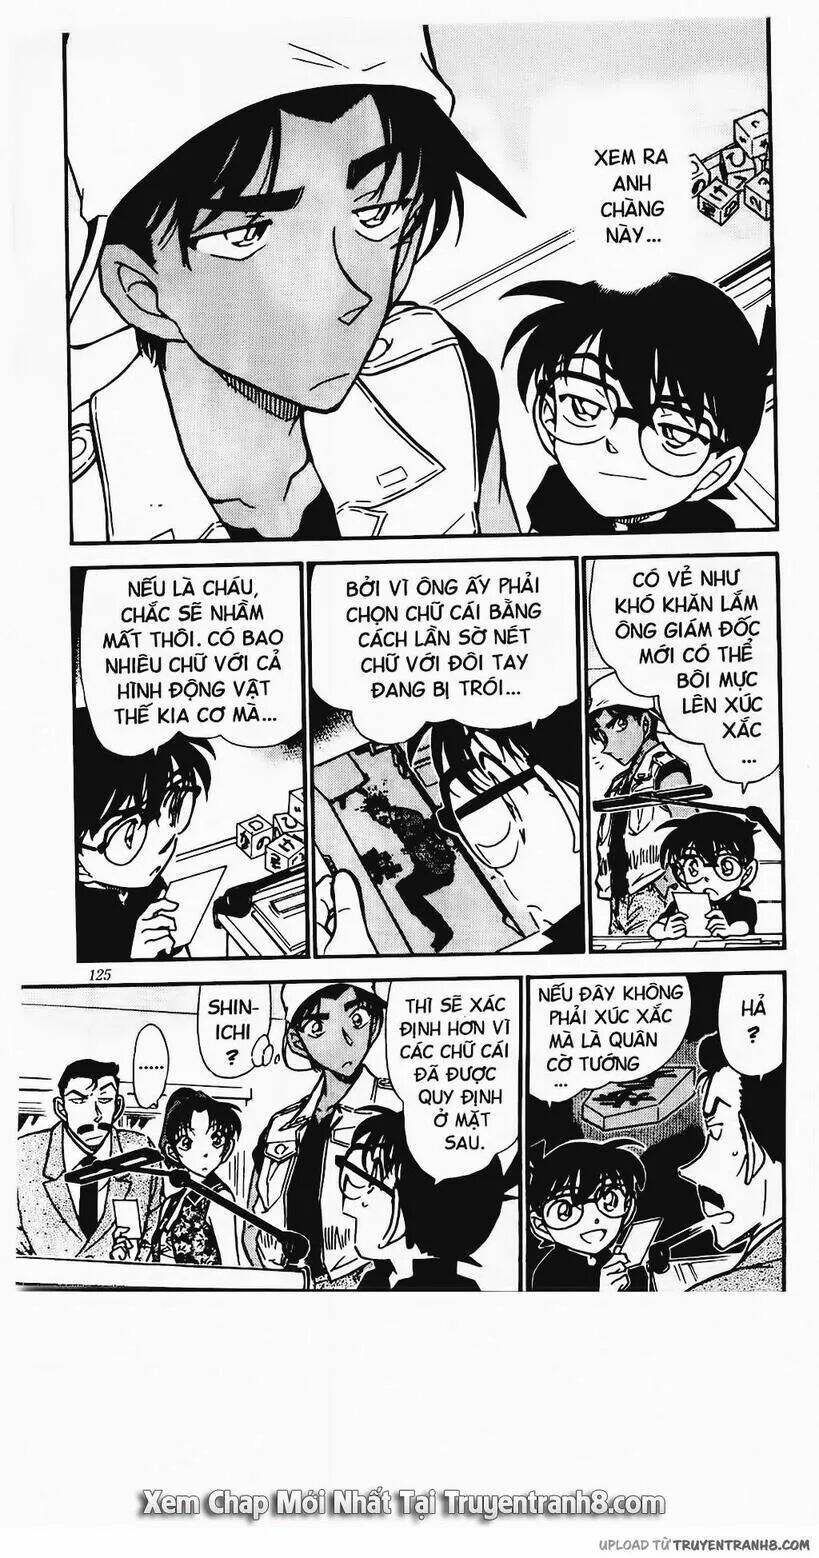 XEM RA
ANH
CHÀNG
NÀY...
CÓ VẺ NHƯ
KHÓ KHĂN LẮM
ÔNG GIÁM ĐỐC
MỚI CÓ THỂ
BÔI MỰC
LÊN XÚC
XẮC
...
BỞI VÌ ÔNG ẤY PHẢI
CHỌN CHỮ CÁI BẰNG
CÁCH LẦN SỜ NÉT
CHỮ VỚI ĐÔI TAY
ĐANG BỊ TRÓI...
NẾU LÀ CHÁU,
CHẮC SẼ NHẦM
MẤT THÔI. CÓ BAO
NHIÊU CHỮ VỚI CẢ
HÌNH ĐỘNG VẬT
THẾ KIA CƠ MÀ...
125
HẢ
?
NẾU ĐÂY KHÔNG
PHẢI XÚC XẮC
MÀ LÀ QUÂN
CỜ TƯỚNG
...
THÌ SẼ XÁC
ĐỊNH HƠN VÌ
CÁC CHỮ CÁI
ĐÃ ĐƯỢC
QUY ĐỊNH
Ở MẶT
SAU.
SHIN-
ICHI
?
......
Xem Chap Mới Nhất Tại Truyentranh8.com
UPLOAD TỪ TRUYENTRANH8.COM